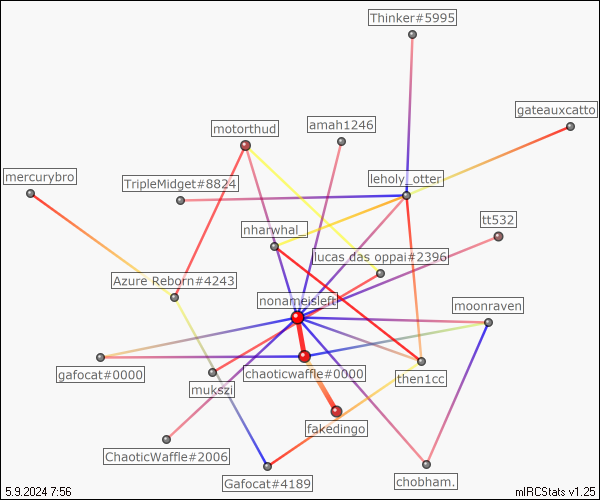 Thinker#5995
gateauxcatto
motorthud
amah1246
mercurybro
TripleMidget#8824
leholy_otter
tt532
nharwhal_
lucas das oppai#2396
Azure Reborn#4243
nonameisleft
moonraven
gafocat#0000
chaoticwaffle#0000
then1cc
mukszi
fakedingo
ChaoticWaffle#2006
Gafocat#4189
chobham.
5.9.2024 7:56
mIRCStats v1.25